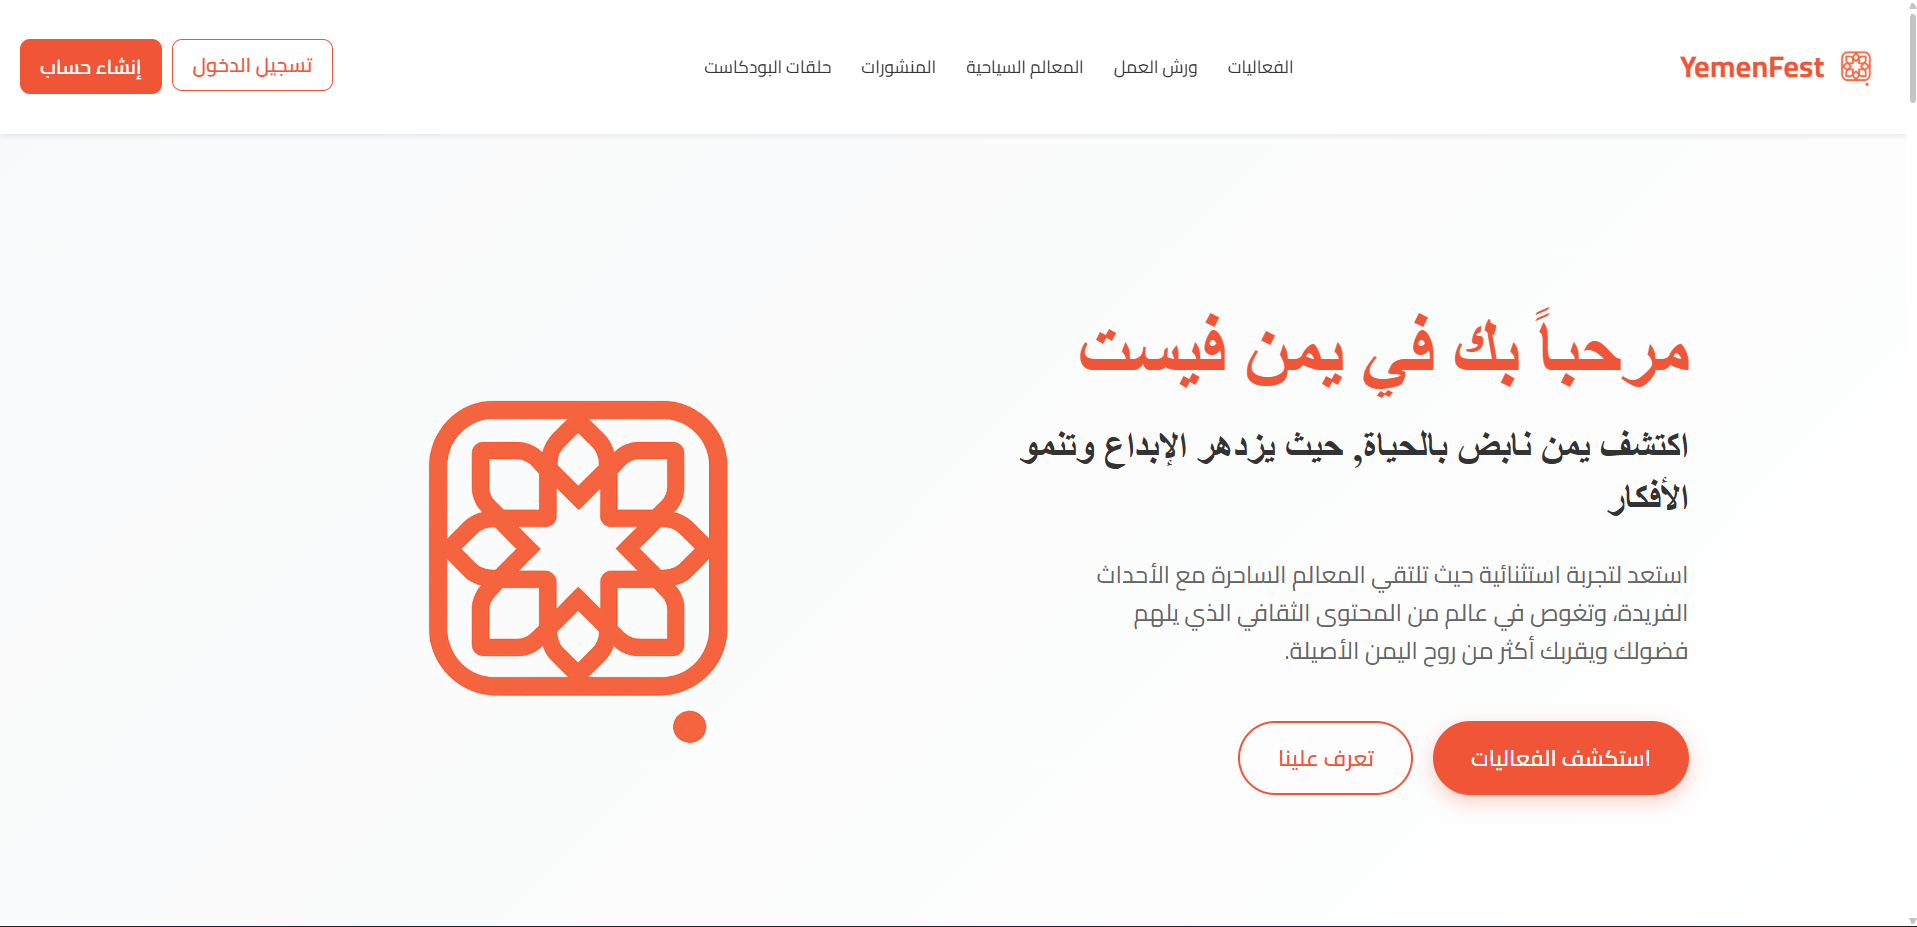 YemenFest
الفعاليات
ورش العمل
المعالم السياحية
المنشورات
حلقات البودكاست
تسجيل الدخول
إنشاء حساب
مرحباً بك في يمن فيست
اكتشف يمن نابض بالحياة, حيث يزدهر الإبداع وتنمو
الأفكار
استعد لتجربة استثنائية حيث تلتقي المعالم الساحرة مع الأحداث
الفريدة، وتغوص في عالم من المحتوى الثقافي الذي يلهم
فضولك ويقربك أكثر من روح اليمن الأصيلة.
استكشف الفعاليات
تعرف علينا